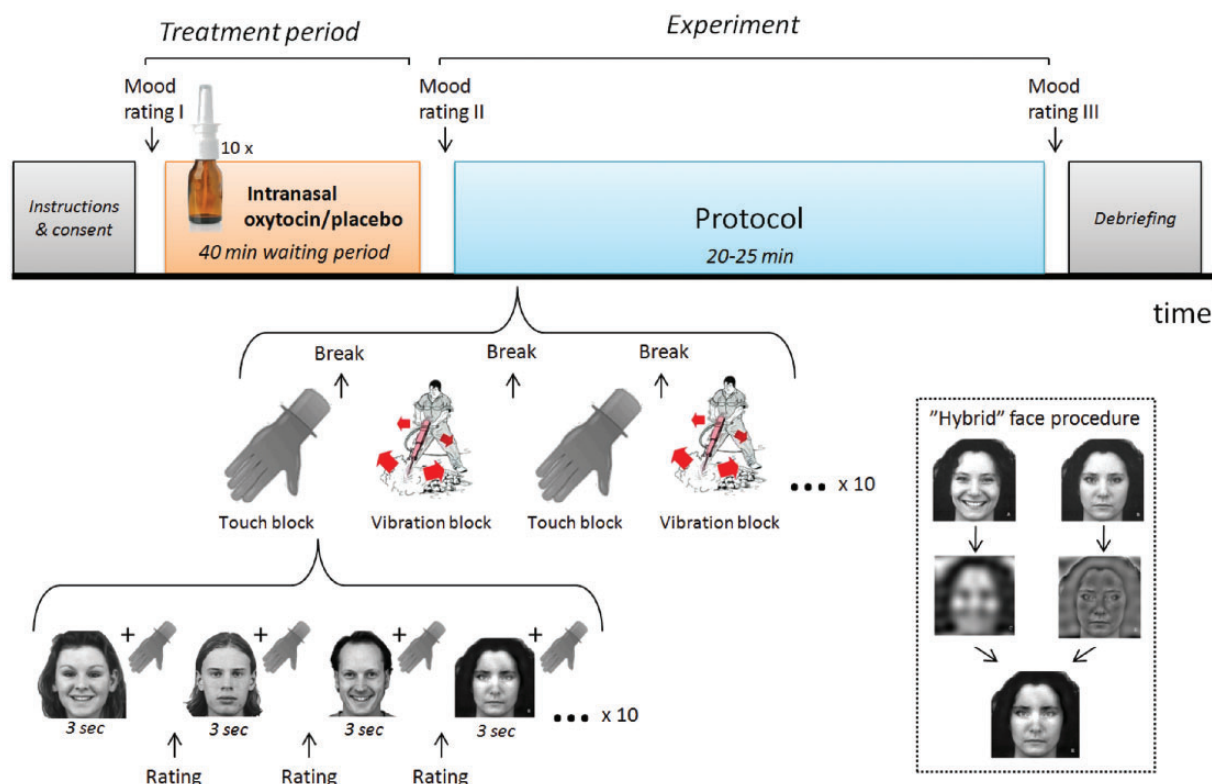 Treatment period
Experiment
Mood
rating I
Mood
rating II
Mood
rating III
10 x
Instructions
& consent
Intranasal
oxytocin/placebo
40 min waiting period
Protocol
20-25 min
Debriefing
time
Break
Break
Break
Touch block
Vibration block
Touch block
Vibration block
... x 10
"Hybrid" face procedure
+
+
+
+
3 sec
3 sec
3 sec
3 sec
... x 10
Rating
Rating
Rating